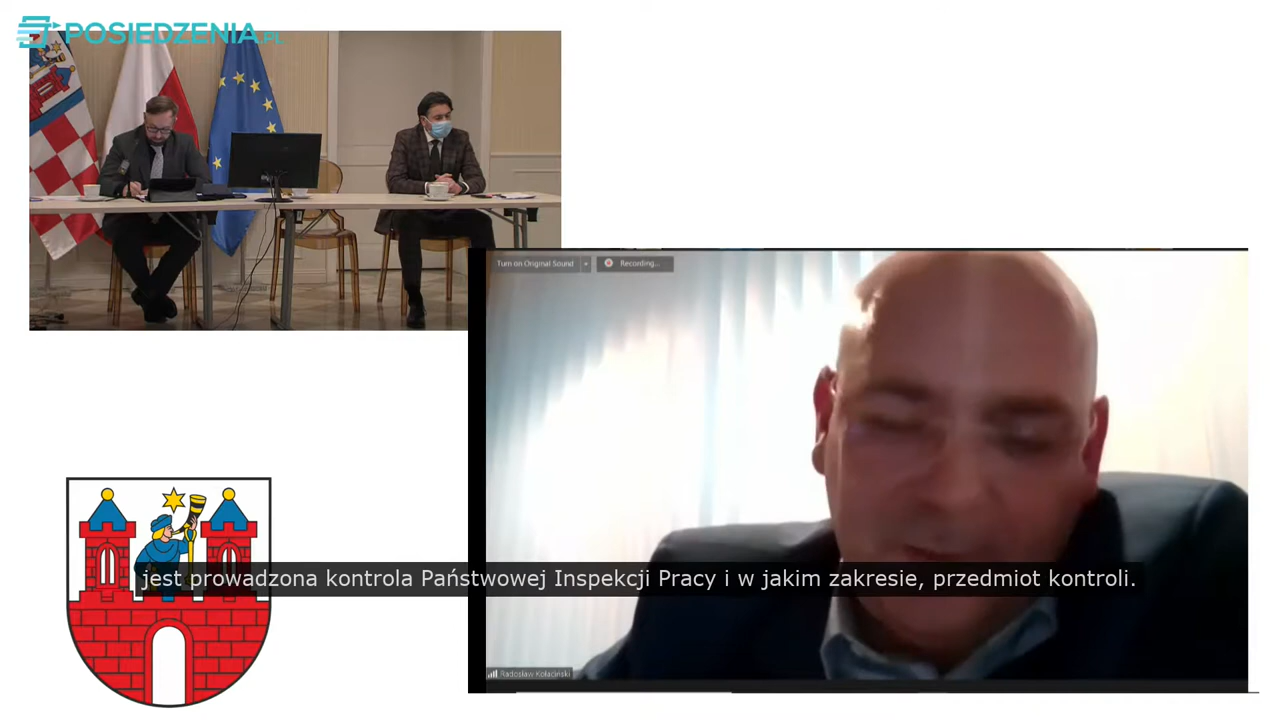 POSIEDZENIA.PL
Turn on Original Sound
Recording...
jest prowadzona kontrola Państwowej Inspekcji Pracy i w jakim zakresie, przedmiot kontroli.
Radosław Kołaciński